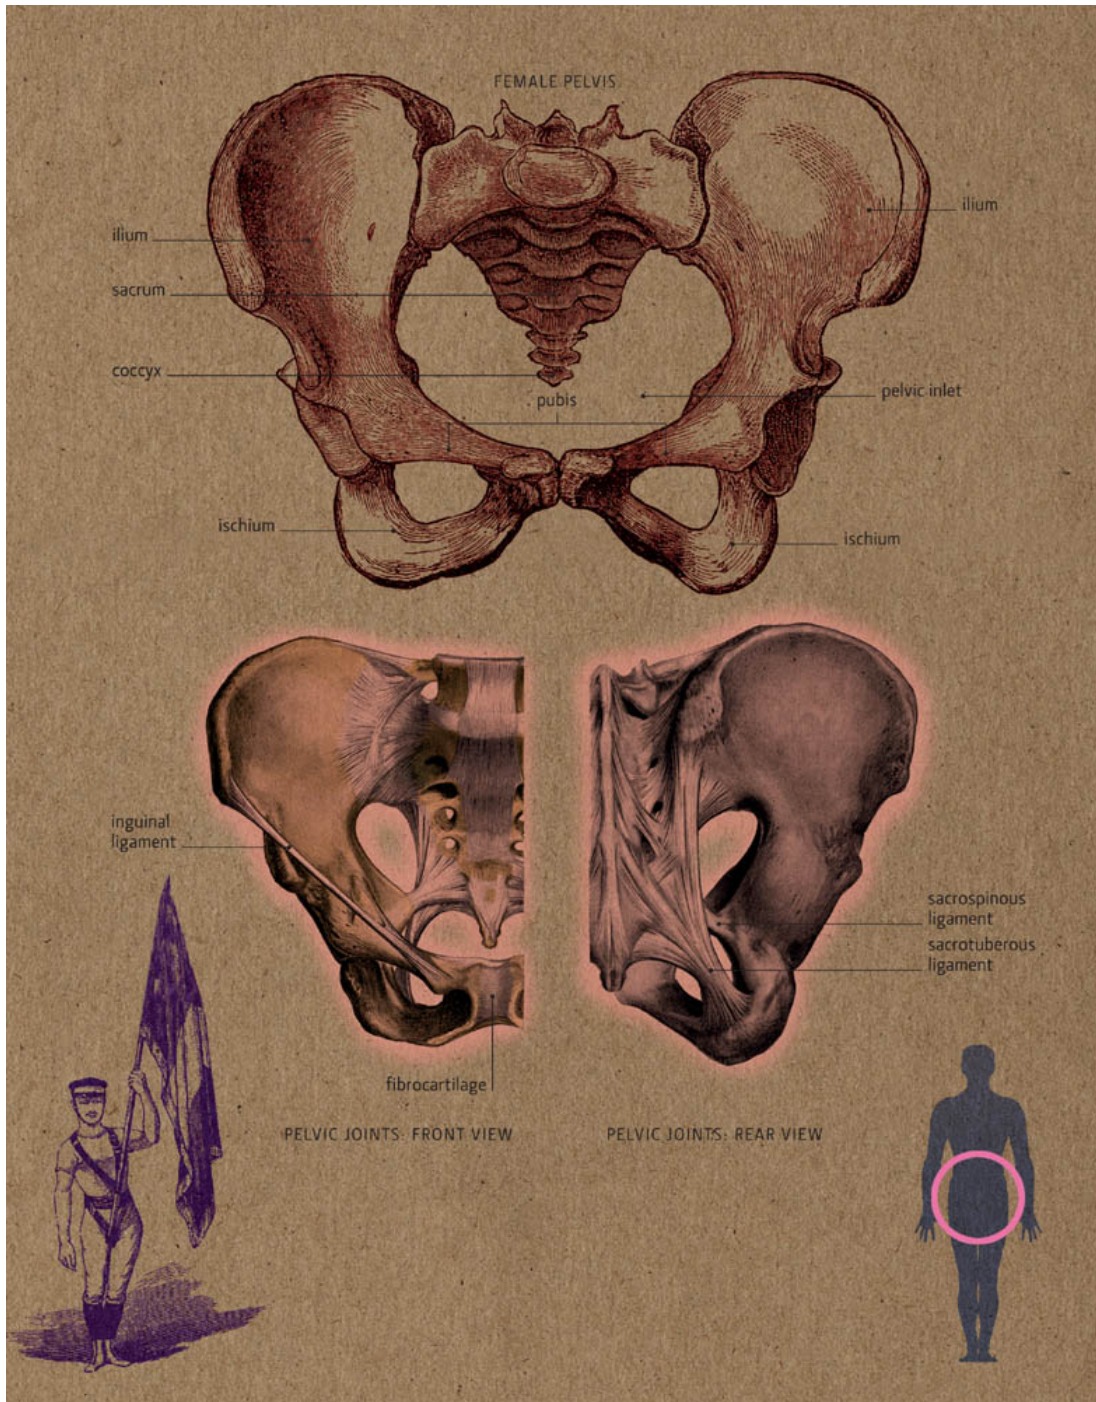 FEMALE PELVIS
ilium
ilium
sacrum
coccyx
pubis
pelvic inlet
ischium
ischium
inguinal
ligament
sacrospinous
ligament
sacrotuberous
ligament
fibrocartilage
PELVIC JOINTS: FRONT VIEW
PELVIC JOINTS: REAR VIEW